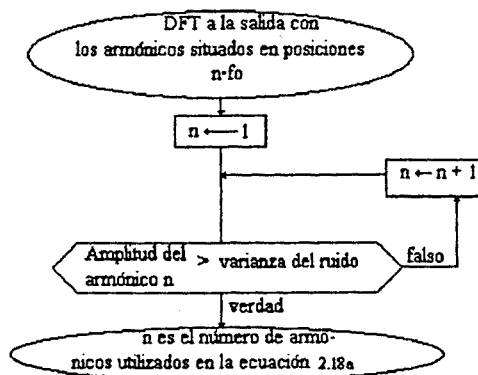 DFT a la salida con
los armónicos situados en posiciones
n·fo
n ← 1
n ← n + 1
Amplitud del
armónico n > varianza del ruido
falso
verdad
n es el número de armó-
nicos utilizados en la ecuación 2.18a